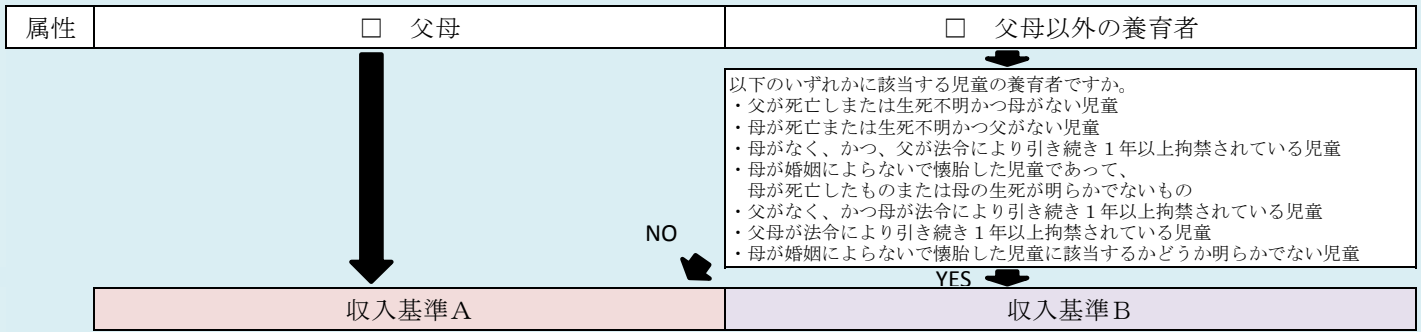 属性
□　父母
□　父母以外の養育者
以下のいずれかに該当する児童の養育者ですか。
・父が死亡しまたは生死不明かつ母がない児童
・母が死亡または生死不明かつ父がない児童
・母がなく、かつ、父が法令により引き続き１年以上拘禁されている児童
・母が婚姻によらないで懐胎した児童であって、
　母が死亡したものまたは母の生死が明らかでないもの
・父がなく、かつ母が法令により引き続き１年以上拘禁されている児童
・父母が法令により引き続き１年以上拘禁されている児童
・母が婚姻によらないで懐胎した児童に該当するかどうか明らかでない児童
NO
YES
収入基準Ａ
収入基準Ｂ